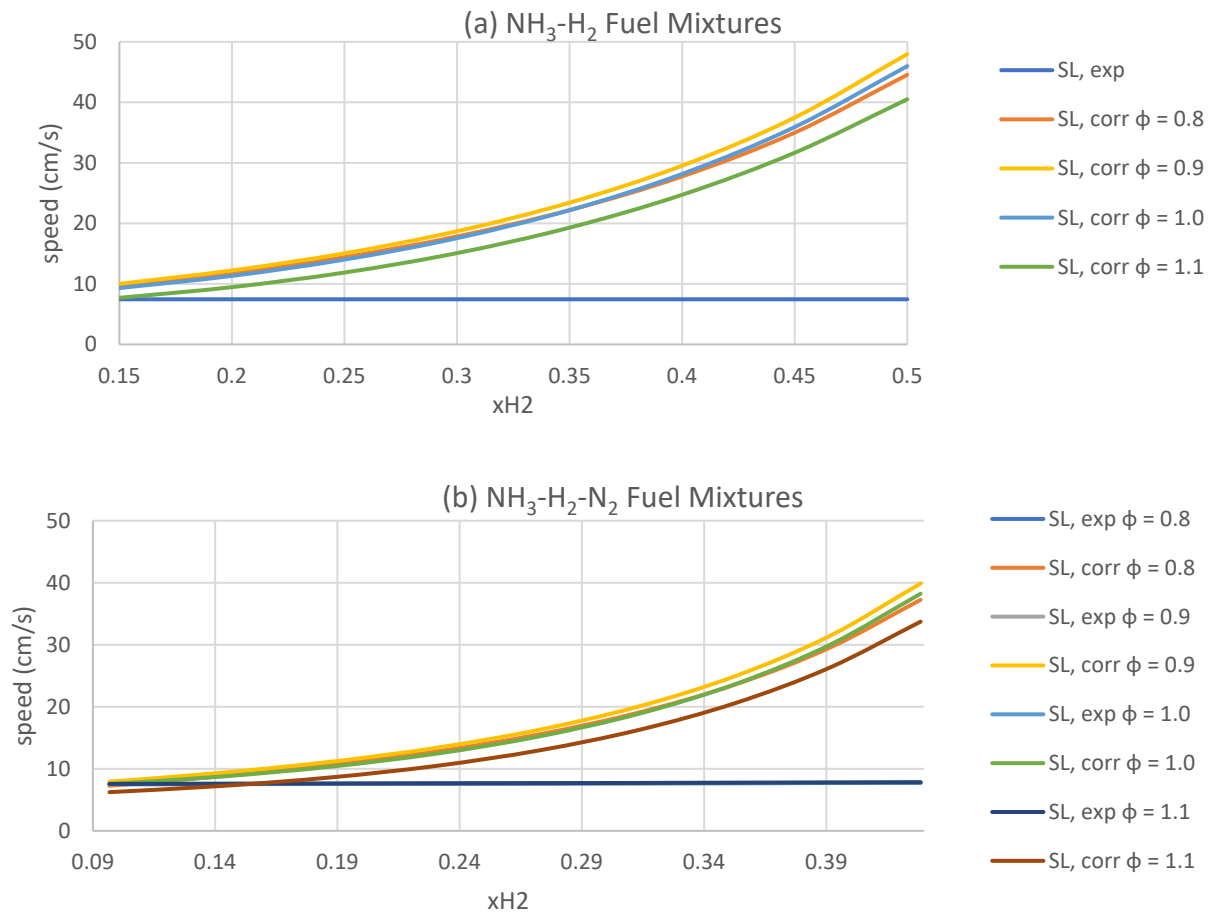 (a) NH₃-H₂ Fuel Mixtures
50
40
30
20
10
0
speed (cm/s)
0.15 0.2 0.25 0.3 0.35 0.4 0.45 0.5
xH2
SL, exp
SL, corr ϕ = 0.8
SL, corr ϕ = 0.9
SL, corr ϕ = 1.0
SL, corr ϕ = 1.1
(b) NH₃-H₂-N₂ Fuel Mixtures
50
40
30
20
10
0
speed (cm/s)
0.09 0.14 0.19 0.24 0.29 0.34 0.39
xH2
SL, exp ϕ = 0.8
SL, corr ϕ = 0.8
SL, exp ϕ = 0.9
SL, corr ϕ = 0.9
SL, exp ϕ = 1.0
SL, corr ϕ = 1.0
SL, exp ϕ = 1.1
SL, corr ϕ = 1.1